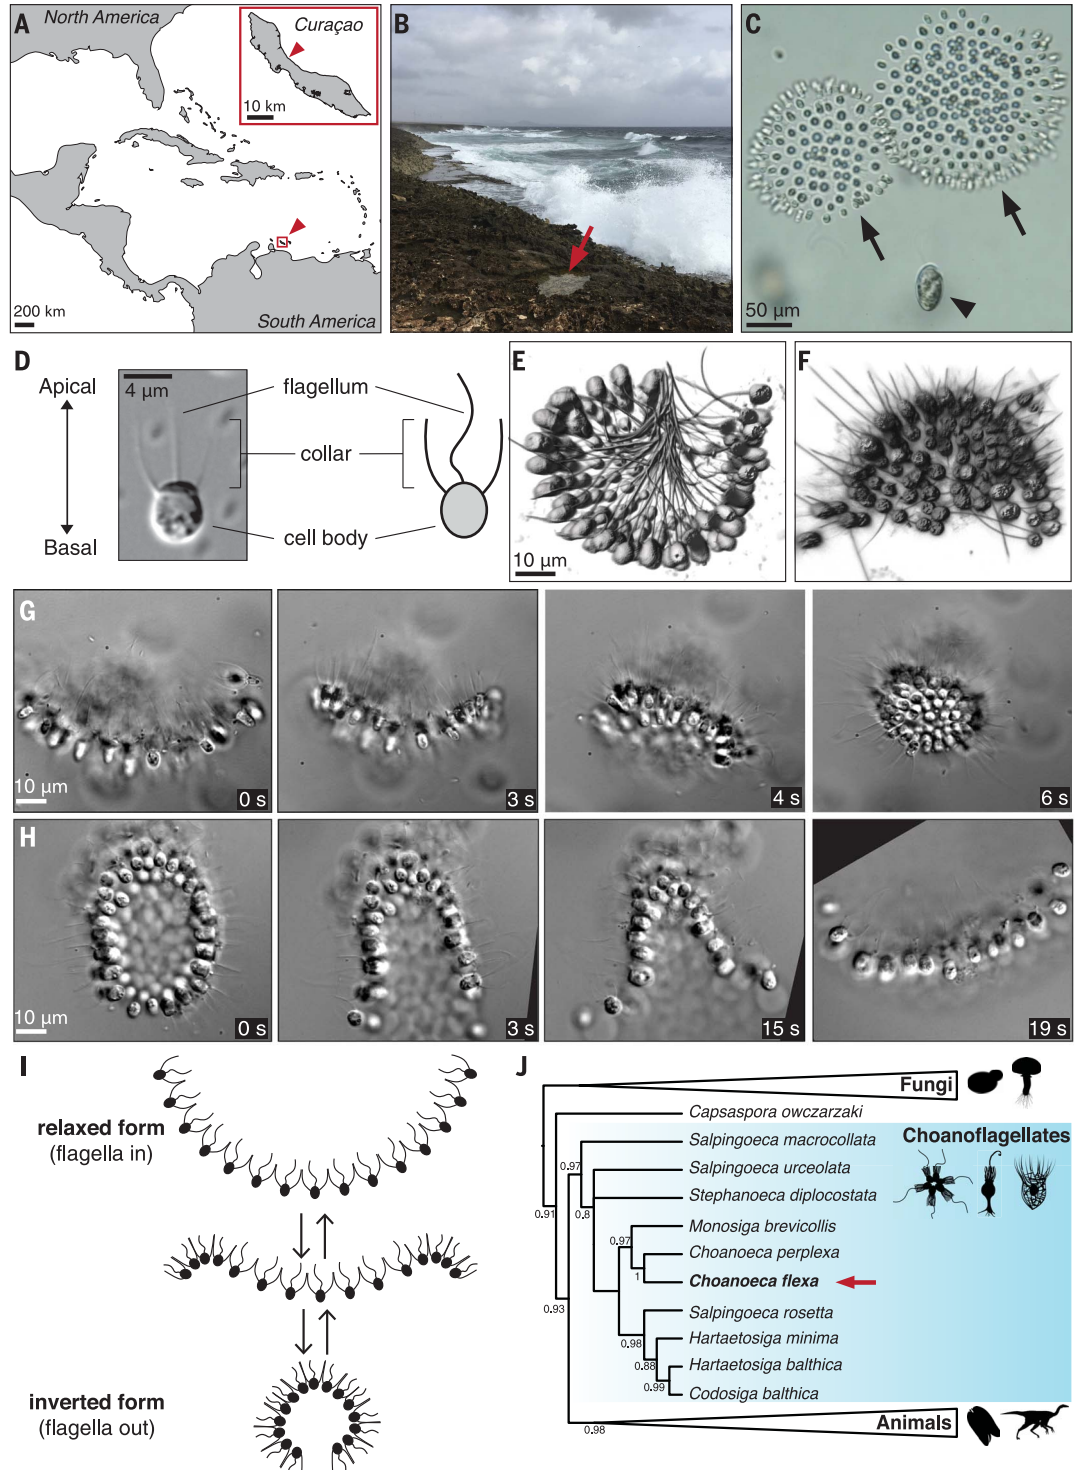 A
North America
Curaçao
10 km
200 km
South America
B
C
50 µm
D
4 µm
Apical
Basal
flagellum
collar
cell body
E
10 µm
F
G
10 µm
0 s
3 s
4 s
6 s
H
10 µm
0 s
3 s
15 s
19 s
I
relaxed form
(flagella in)
inverted form
(flagella out)
J
Fungi
Capsaspora owczarzaki
Choanoflagellates
0.97
Salpingoeca macrocollata
Salpingoeca urceolata
0.8
Stephanoeca diplocostata
0.91
Monosiga brevicollis
0.97
Choanoeca perplexa
1
Choanoeca flexa
0.93
Salpingoeca rosetta
0.98
Hartaetosiga minima
0.88
Hartaetosiga balthica
0.99
Codosiga balthica
Animals
0.98